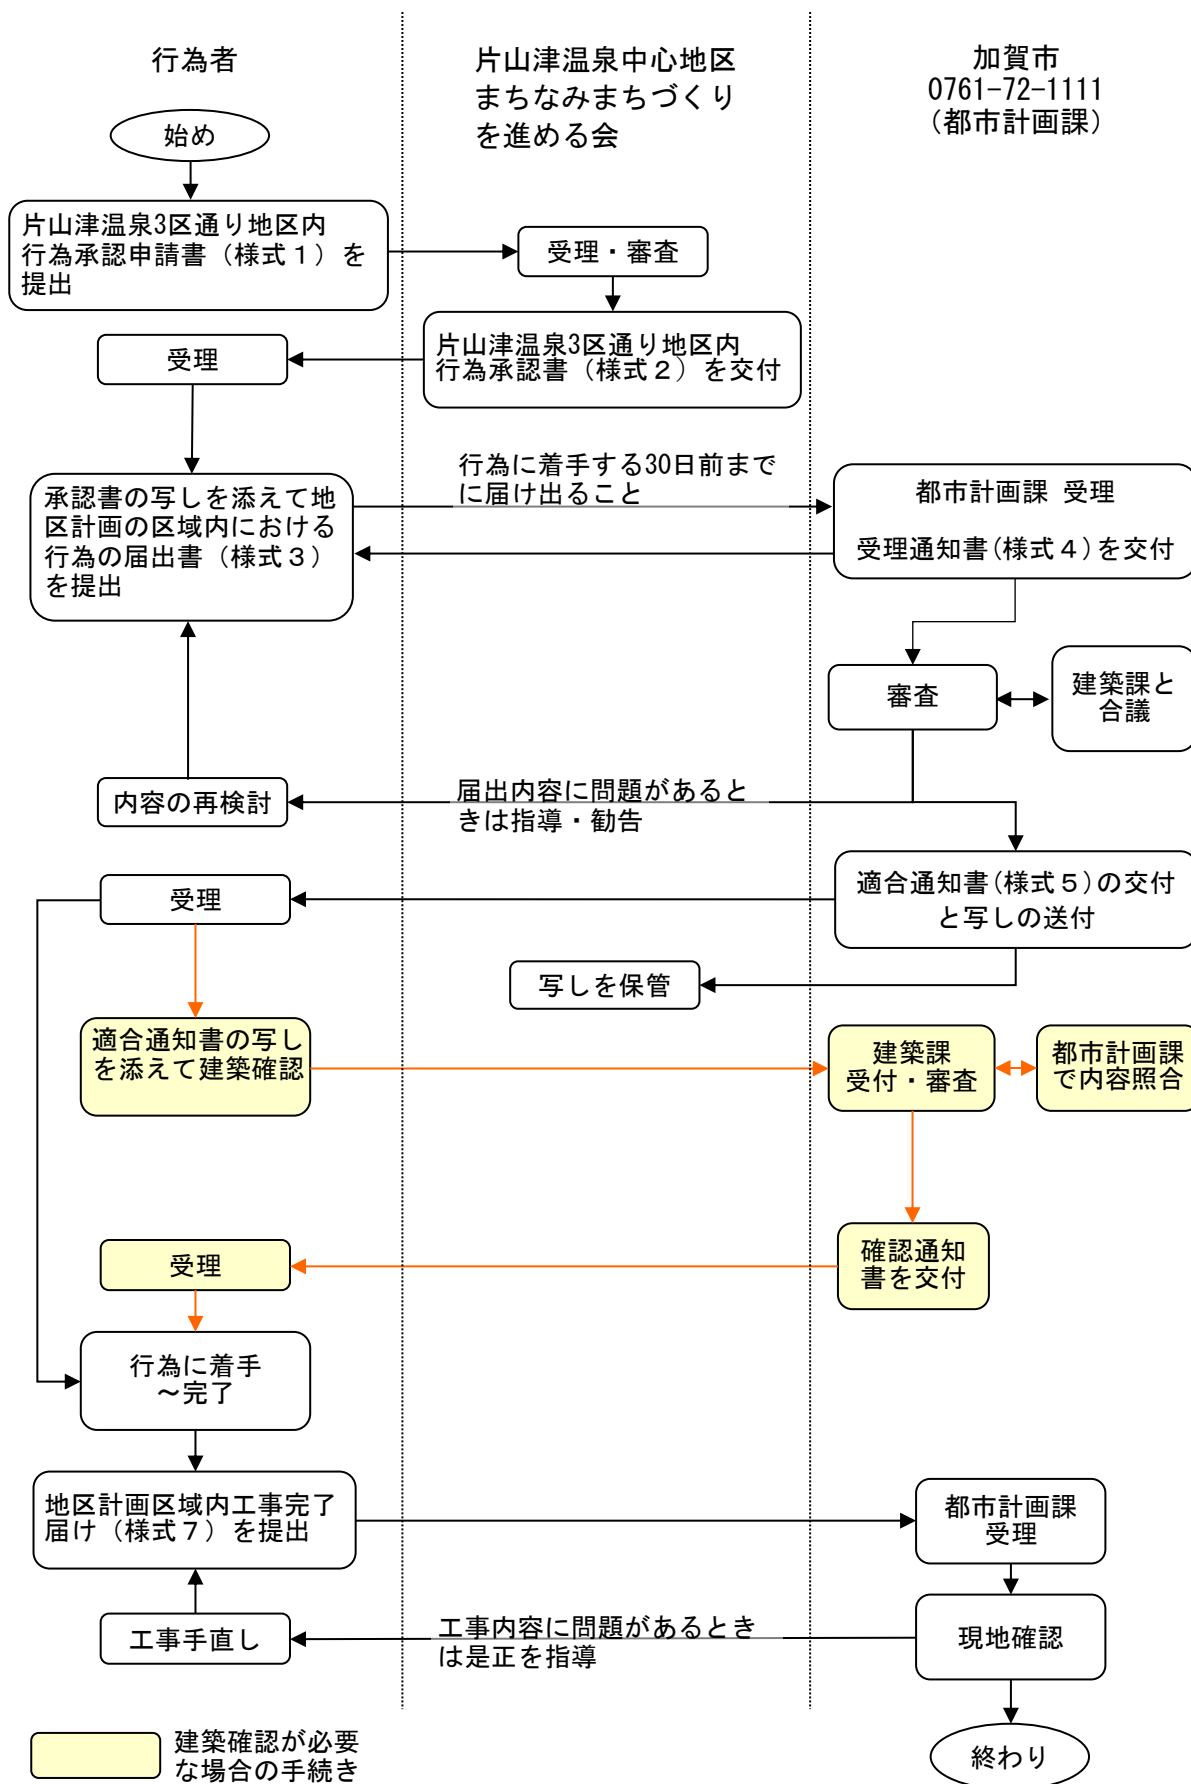 行為者
片山津温泉中心地区
まちなみまちづくり
を進める会
加賀市
0761-72-1111
（都市計画課）
始め
片山津温泉3区通り地区内
行為承認申請書（様式１）を
提出
受理・審査
片山津温泉3区通り地区内
行為承認書（様式２）を交付
受理
行為に着手する30日前まで
に届け出ること
承認書の写しを添えて地
区計画の区域内における
行為の届出書（様式３）
を提出
都市計画課 受理
受理通知書(様式４)を交付
審査
建築課と
合議
届出内容に問題があると
きは指導・勧告
内容の再検討
適合通知書(様式５)の交付
と写しの送付
受理
写しを保管
適合通知書の写し
を添えて建築確認
建築課
受付・審査
都市計画課
で内容照合
確認通知
書を交付
受理
行為に着手
～完了
地区計画区域内工事完了
届け（様式７）を提出
都市計画課
受理
工事内容に問題があるとき
は是正を指導
工事手直し
現地確認
終わり
建築確認が必要
な場合の手続き